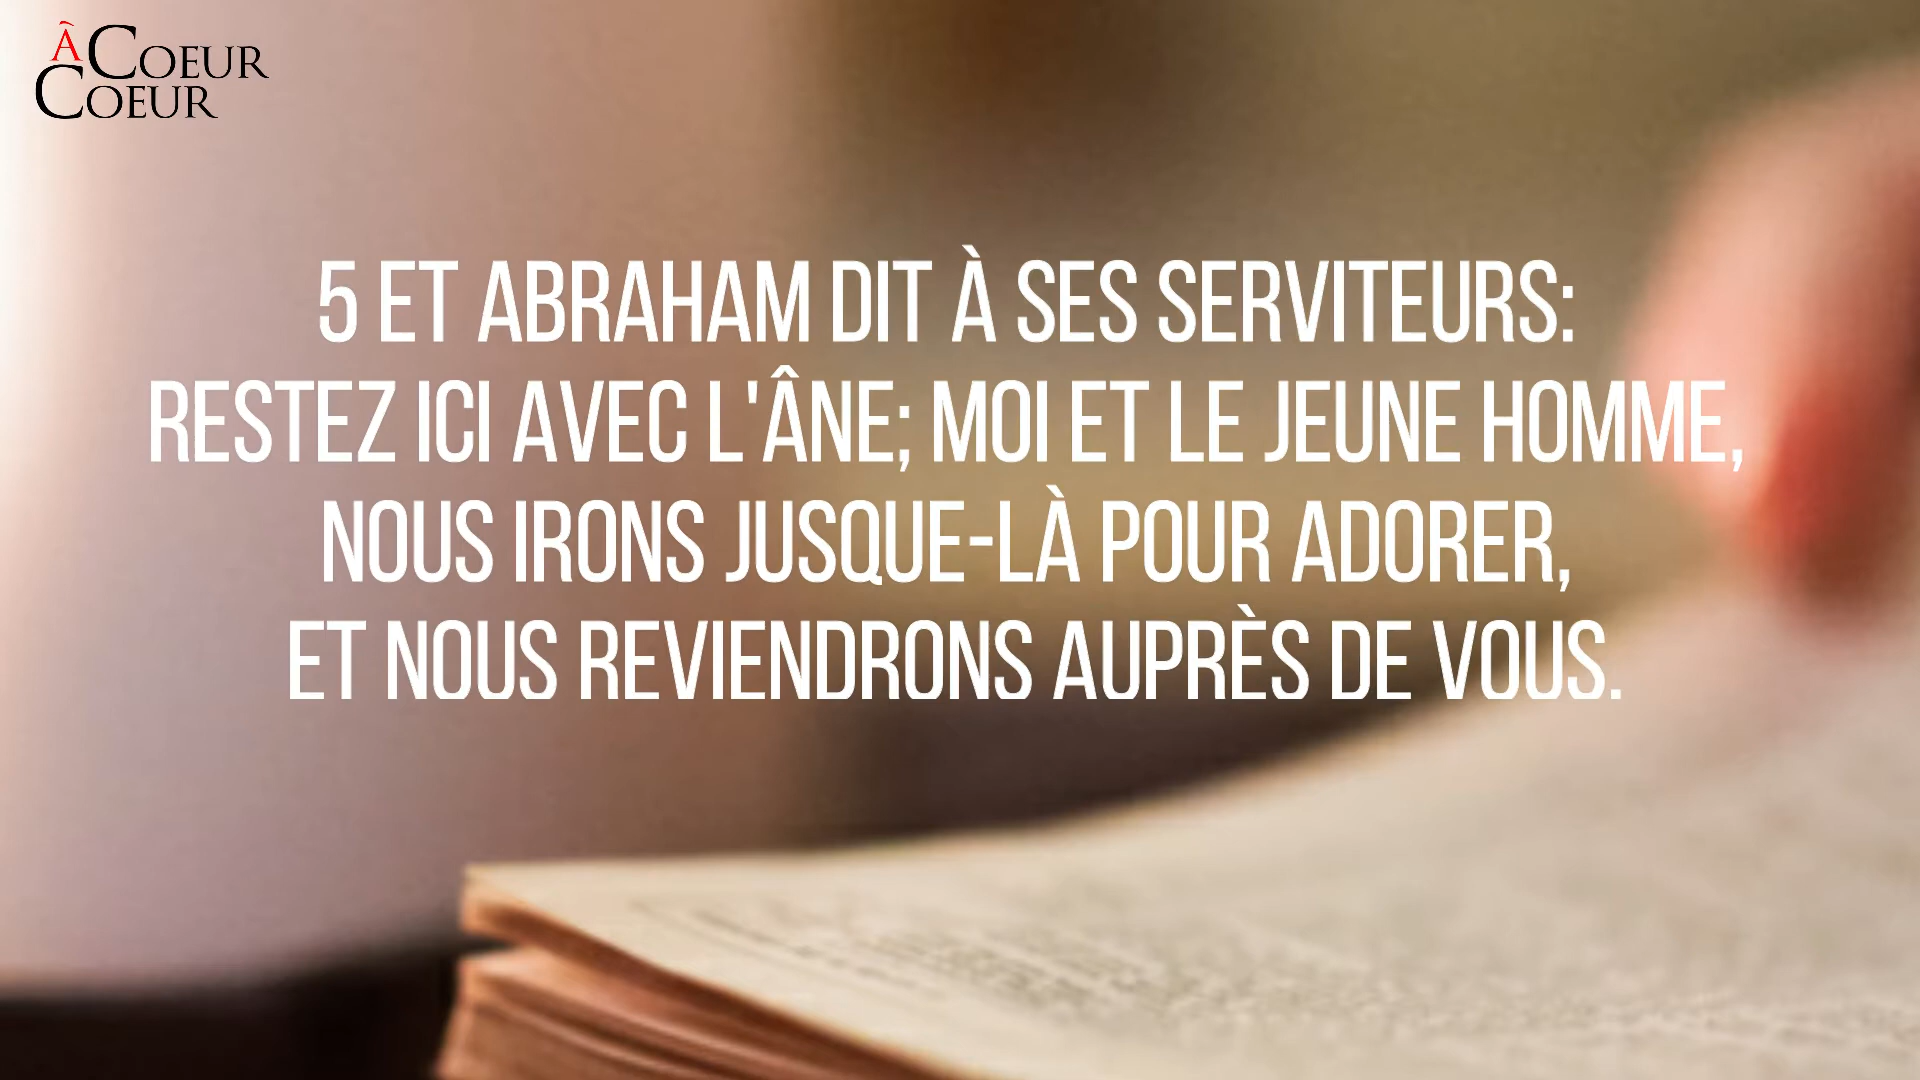 À COEUR
COEUR
5 ET ABRAHAM DIT À SES SERVITEURS:
RESTEZ ICI AVEC L'ÂNE; MOI ET LE JEUNE HOMME,
NOUS IRONS JUSQUE-LÀ POUR ADORER,
ET NOUS REVIENDRONS AUPRÈS DE VOUS.